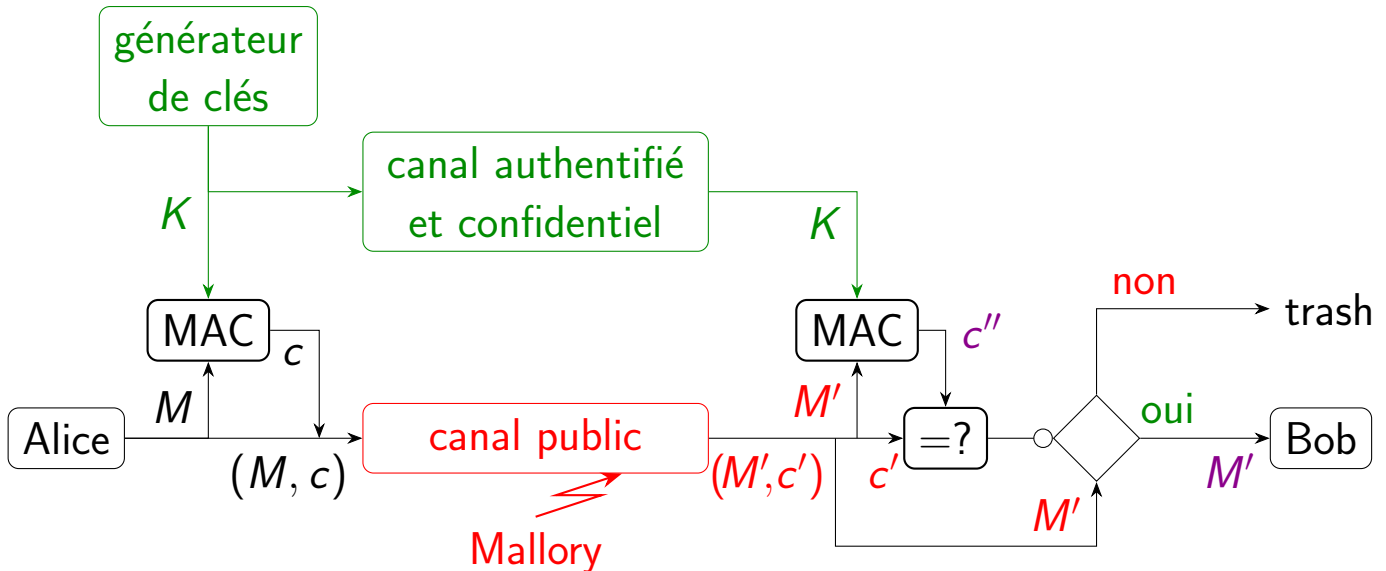 générateur
de clés
canal authentifié
et confidentiel
K
K
non
trash
MAC
c
MAC
c′′
M
M′
oui
Alice
canal public
=?
Bob
(M, c)
(M′,c′)
c′
M′
M′
Mallory